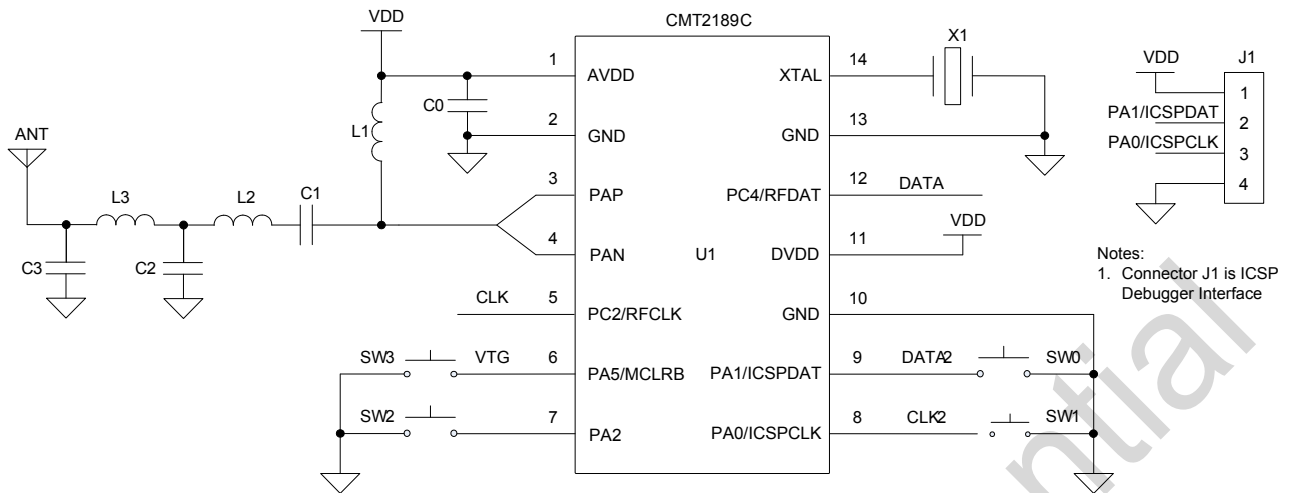 CMT2189C
VDD
1
AVDD
C0
2
GND
L1
3
PAP
4
PAN
ANT
L3
L2
C1
C3
C2
CLK
5
PC2/RFCLK
SW3
VTG
6
PA5/MCLRB
SW2
7
PA2
U1
X1
14
XTAL
13
GND
12
PC4/RFDAT
DATA
VDD
11
DVDD
10
GND
9
PA1/ICSPDAT
DATA2
SW0
8
PA0/ICSPCLK
CLK2
SW1
VDD
J1
1
PA1/ICSPDAT
2
PA0/ICSPCLK
3
4
Notes:
1. Connector J1 is ICSP
Debugger Interface
ntial